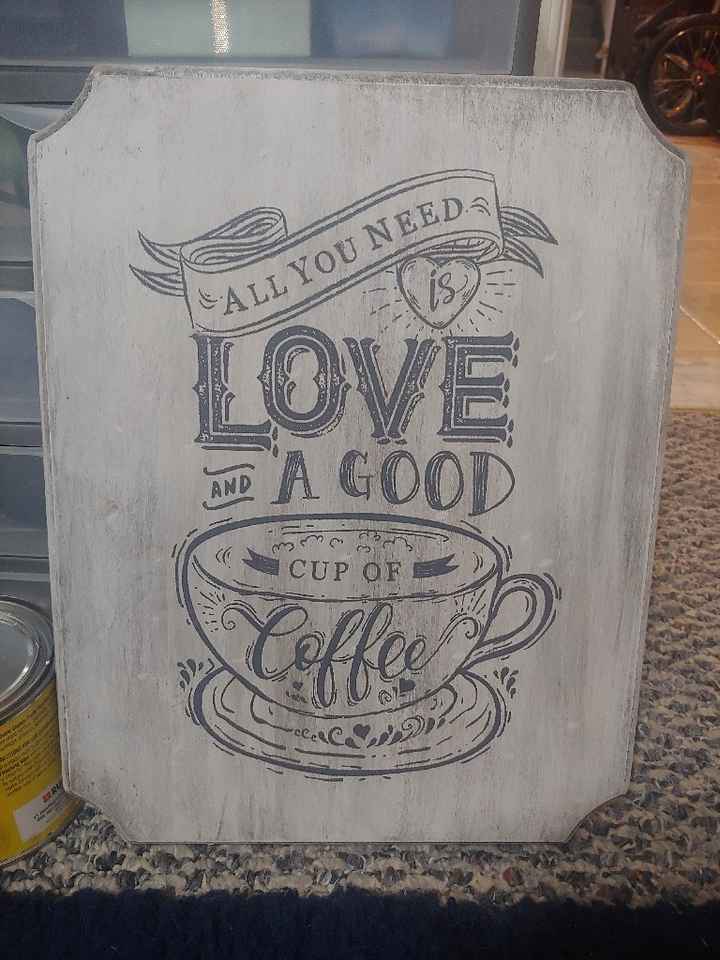 ALL YOU NEED
is
LOVE
AND A GOOD
CUP OF
Coffee